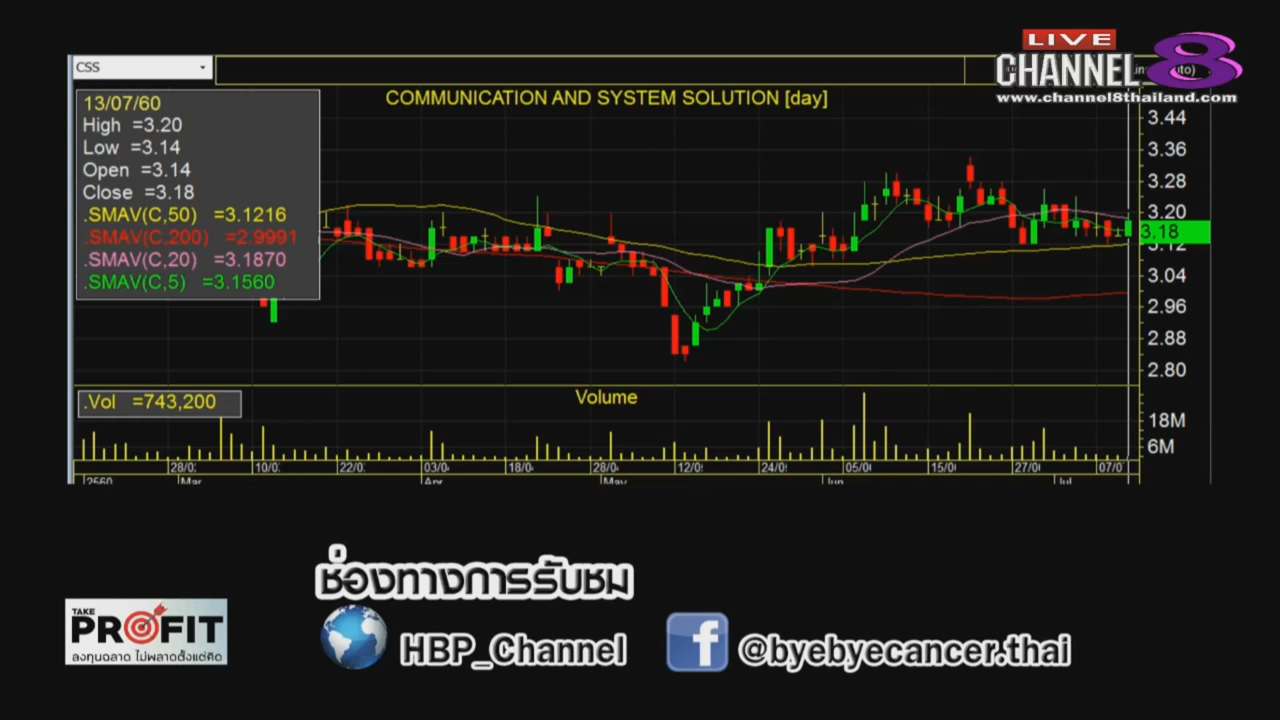 LIVE
CHANNEL 8
www.channel8thailand.com
CSS
COMMUNICATION AND SYSTEM SOLUTION [day]
13/07/60
High =3.20
Low =3.14
Open =3.14
Close =3.18
.SMAV(C,50) =3.1216
.SMAV(C,200) =2.9991
.SMAV(C,20) =3.1870
.SMAV(C,5) =3.1560
3.44
3.36
3.28
3.20
3.18
3.12
3.04
2.96
2.88
2.80
.Vol =743,200
Volume
18M
6M
28/0 10/0 22/0 03/0 18/0 28/0 12/0 24/0 05/0 15/0 27/0 07/0
2560 Mar Apr May Jun Jul
ช่องทางการรับชม
TAKE
PROFIT
ลงทุนฉลาด ไม่พลาดตั้งแต่คิด
HBP_Channel
@byebyecancer.thai